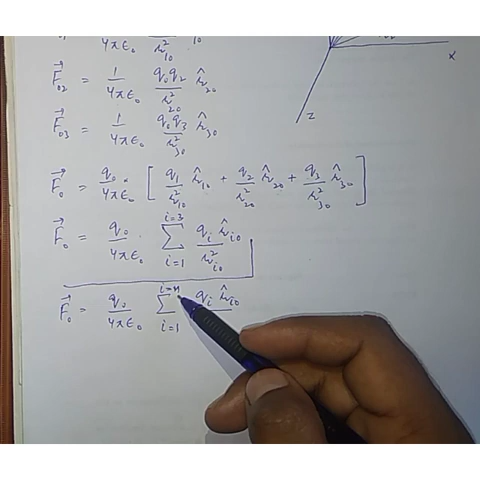 F⃗₀₂ = 1/4πε₀ q₀q₂/r²₂₀ r̂₂₀
x
F⃗₀₃ = 1/4πε₀ q₀q₃/r²₃₀ r̂₃₀
z
F⃗₀ = q₀/4πε₀ [ q₁/r²₁₀ r̂₁₀ + q₂/r²₂₀ r̂₂₀ + q₃/r²₃₀ r̂₃₀ ]
F⃗₀ = q₀/4πε₀ Σ_{i=1}^{i=3} qᵢ r̂ᵢ₀/r²ᵢ₀
F⃗₀ = q₀/4πε₀ Σ_{i=1}^{i=n} qᵢ r̂ᵢ₀